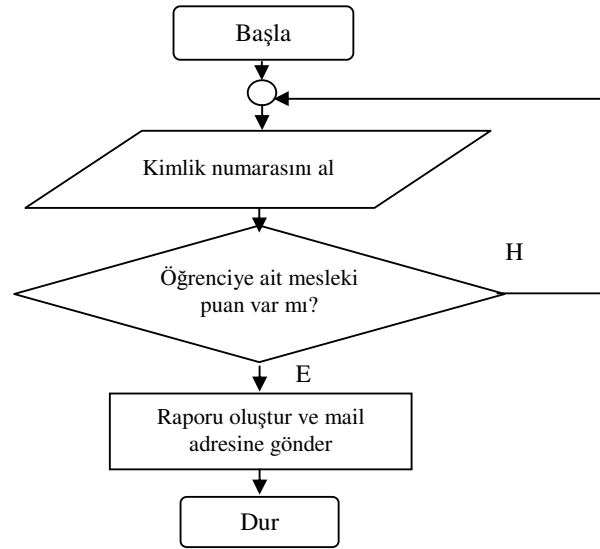 Başla
Kimlik numarasını al
Öğrenciye ait mesleki
puan var mı?
H
E
Raporu oluştur ve mail
adresine gönder
Dur